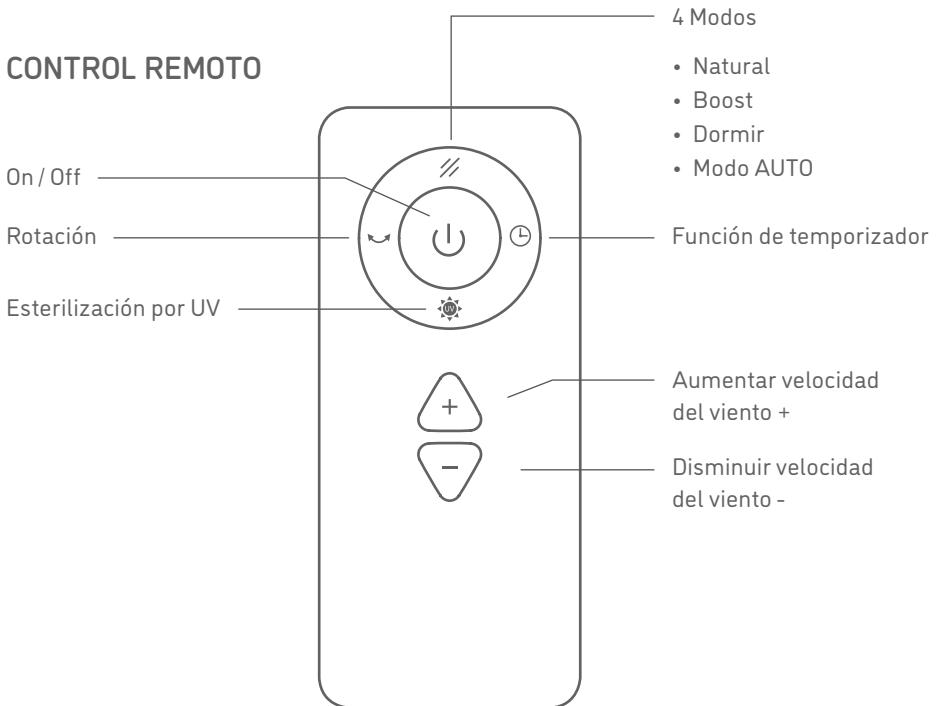 CONTROL REMOTO
4 Modos
• Natural
• Boost
• Dormir
• Modo AUTO
On / Off
Rotación
Esterilización por UV
UV
Función de temporizador
+
Aumentar velocidad
del viento +
-
Disminuir velocidad
del viento -